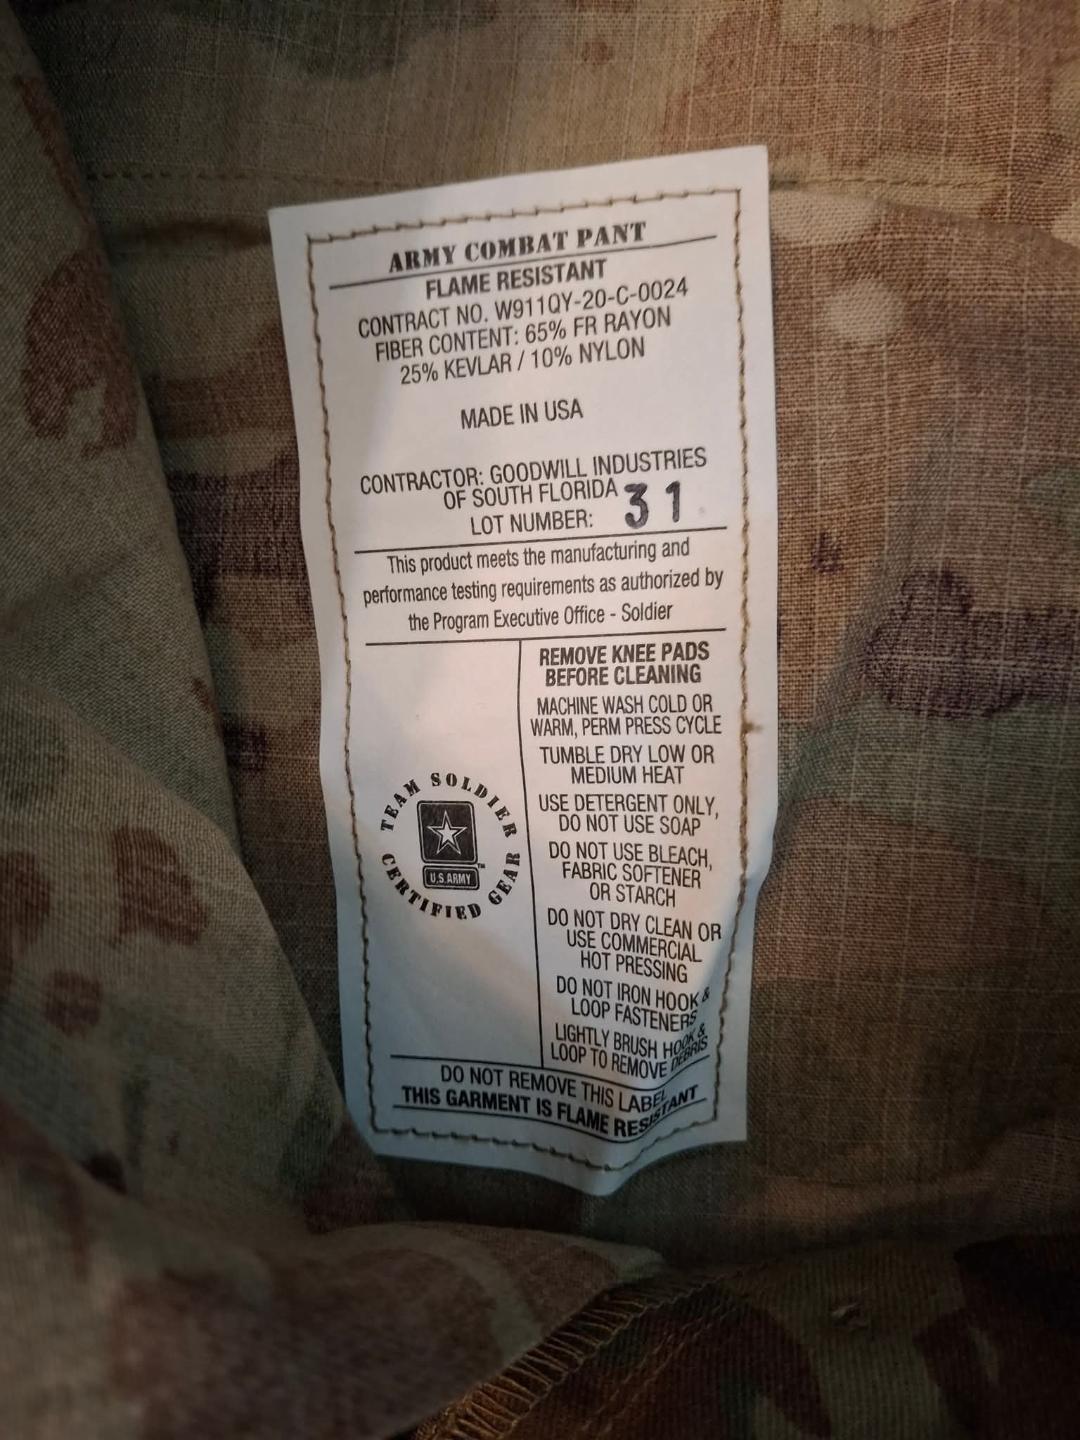 ARMY COMBAT PANT
FLAME RESISTANT
CONTRACT NO. W911QY-20-C-0024
FIBER CONTENT: 65% FR RAYON
25% KEVLAR / 10% NYLON
MADE IN USA
CONTRACTOR: GOODWILL INDUSTRIES
OF SOUTH FLORIDA
LOT NUMBER: 31
This product meets the manufacturing and
performance testing requirements as authorized by
the Program Executive Office - Soldier
TEAM SOLDIER
CERTIFIED GEAR
U.S.ARMY
™
REMOVE KNEE PADS
BEFORE CLEANING
MACHINE WASH COLD OR
WARM, PERM PRESS CYCLE
TUMBLE DRY LOW OR
MEDIUM HEAT
USE DETERGENT ONLY,
DO NOT USE SOAP
DO NOT USE BLEACH,
FABRIC SOFTENER
OR STARCH
DO NOT DRY CLEAN OR
USE COMMERCIAL
HOT PRESSING
DO NOT IRON HOOK &
LOOP FASTENERS
LIGHTLY BRUSH HOOK &
LOOP TO REMOVE DEBRIS
DO NOT REMOVE THIS LABEL
THIS GARMENT IS FLAME RESISTANT